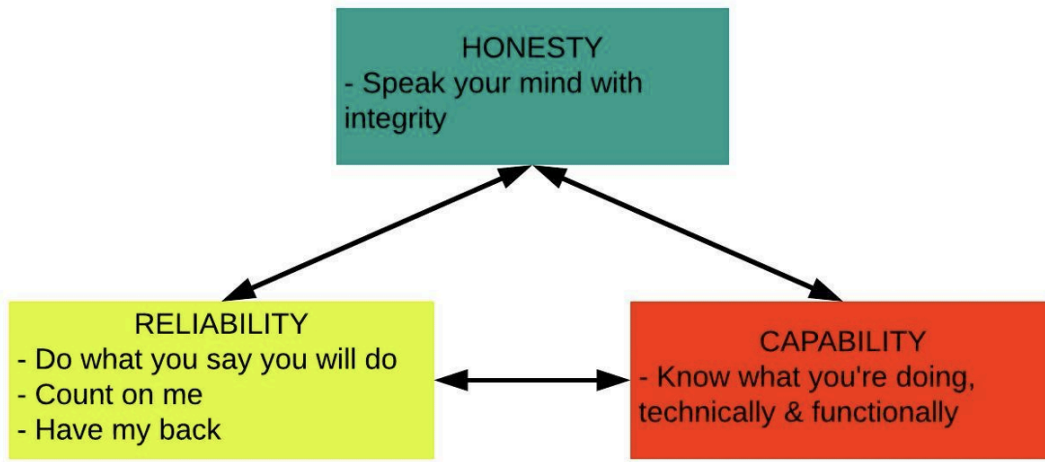 HONESTY
- Speak your mind with
integrity
RELIABILITY
- Do what you say you will do
- Count on me
- Have my back
CAPABILITY
- Know what you're doing,
technically & functionally